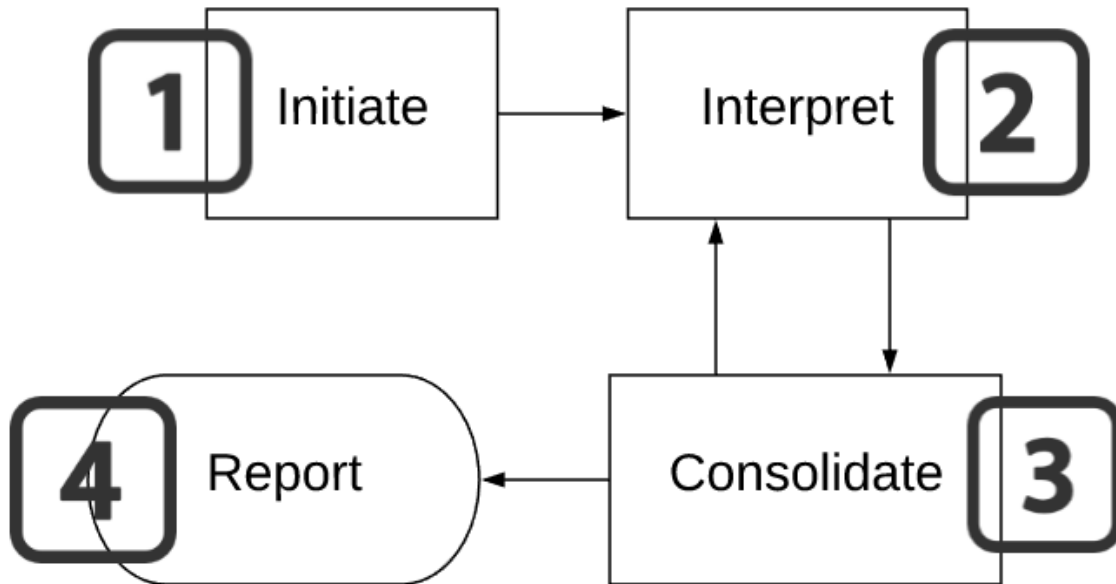 1
Initiate
Interpret
2
4
Report
Consolidate
3